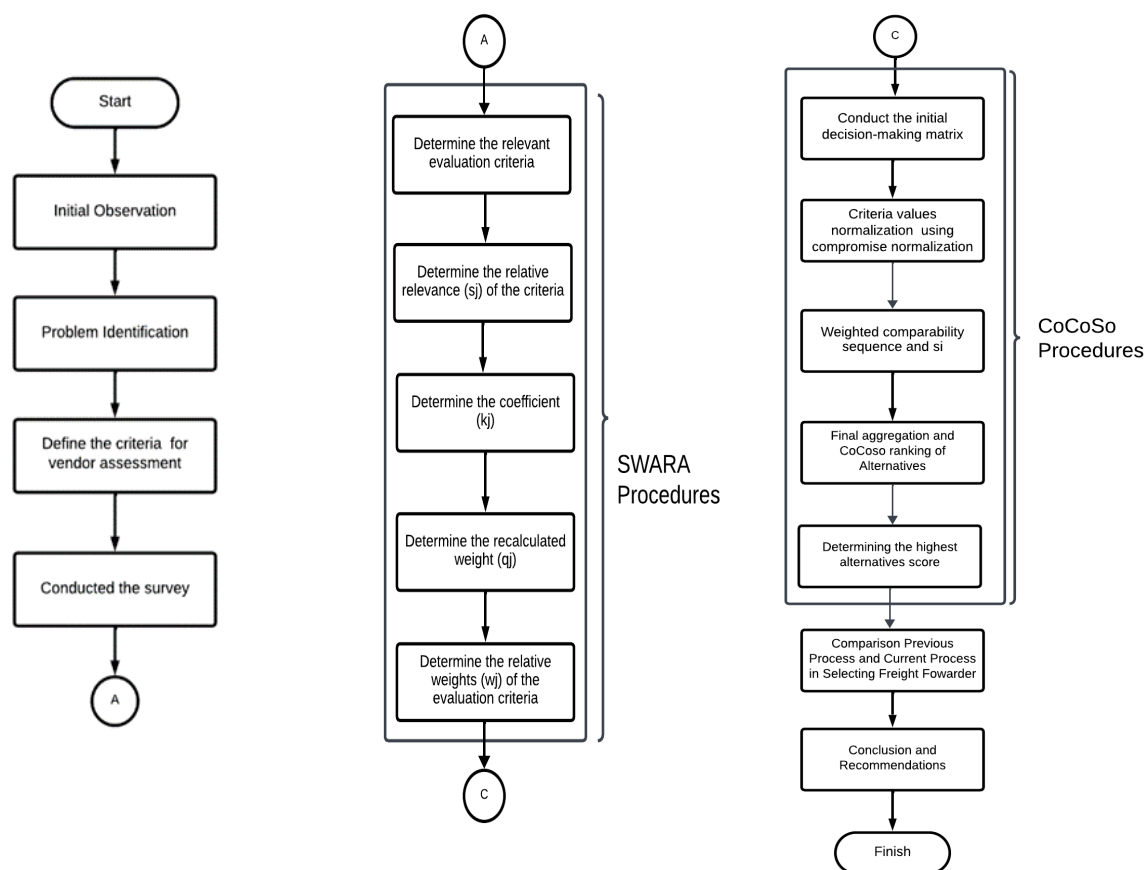 Start
Initial Observation
Problem Identification
Define the criteria for
vendor assessment
Conducted the survey
A
A
Determine the relevant
evaluation criteria
Determine the relative
relevance (sj) of the criteria
Determine the coefficient
(kj)
Determine the recalculated
weight (qj)
Determine the relative
weights (wj) of the
evaluation criteria
C
SWARA
Procedures
C
Conduct the initial
decision-making matrix
Criteria values
normalization using
compromise normalization
Weighted comparability
sequence and si
Final aggregation and
CoCoso ranking of
Alternatives
Determining the highest
alternatives score
CoCoSo
Procedures
Comparison Previous
Process and Current Process
in Selecting Freight Fowarder
Conclusion and
Recommendations
Finish